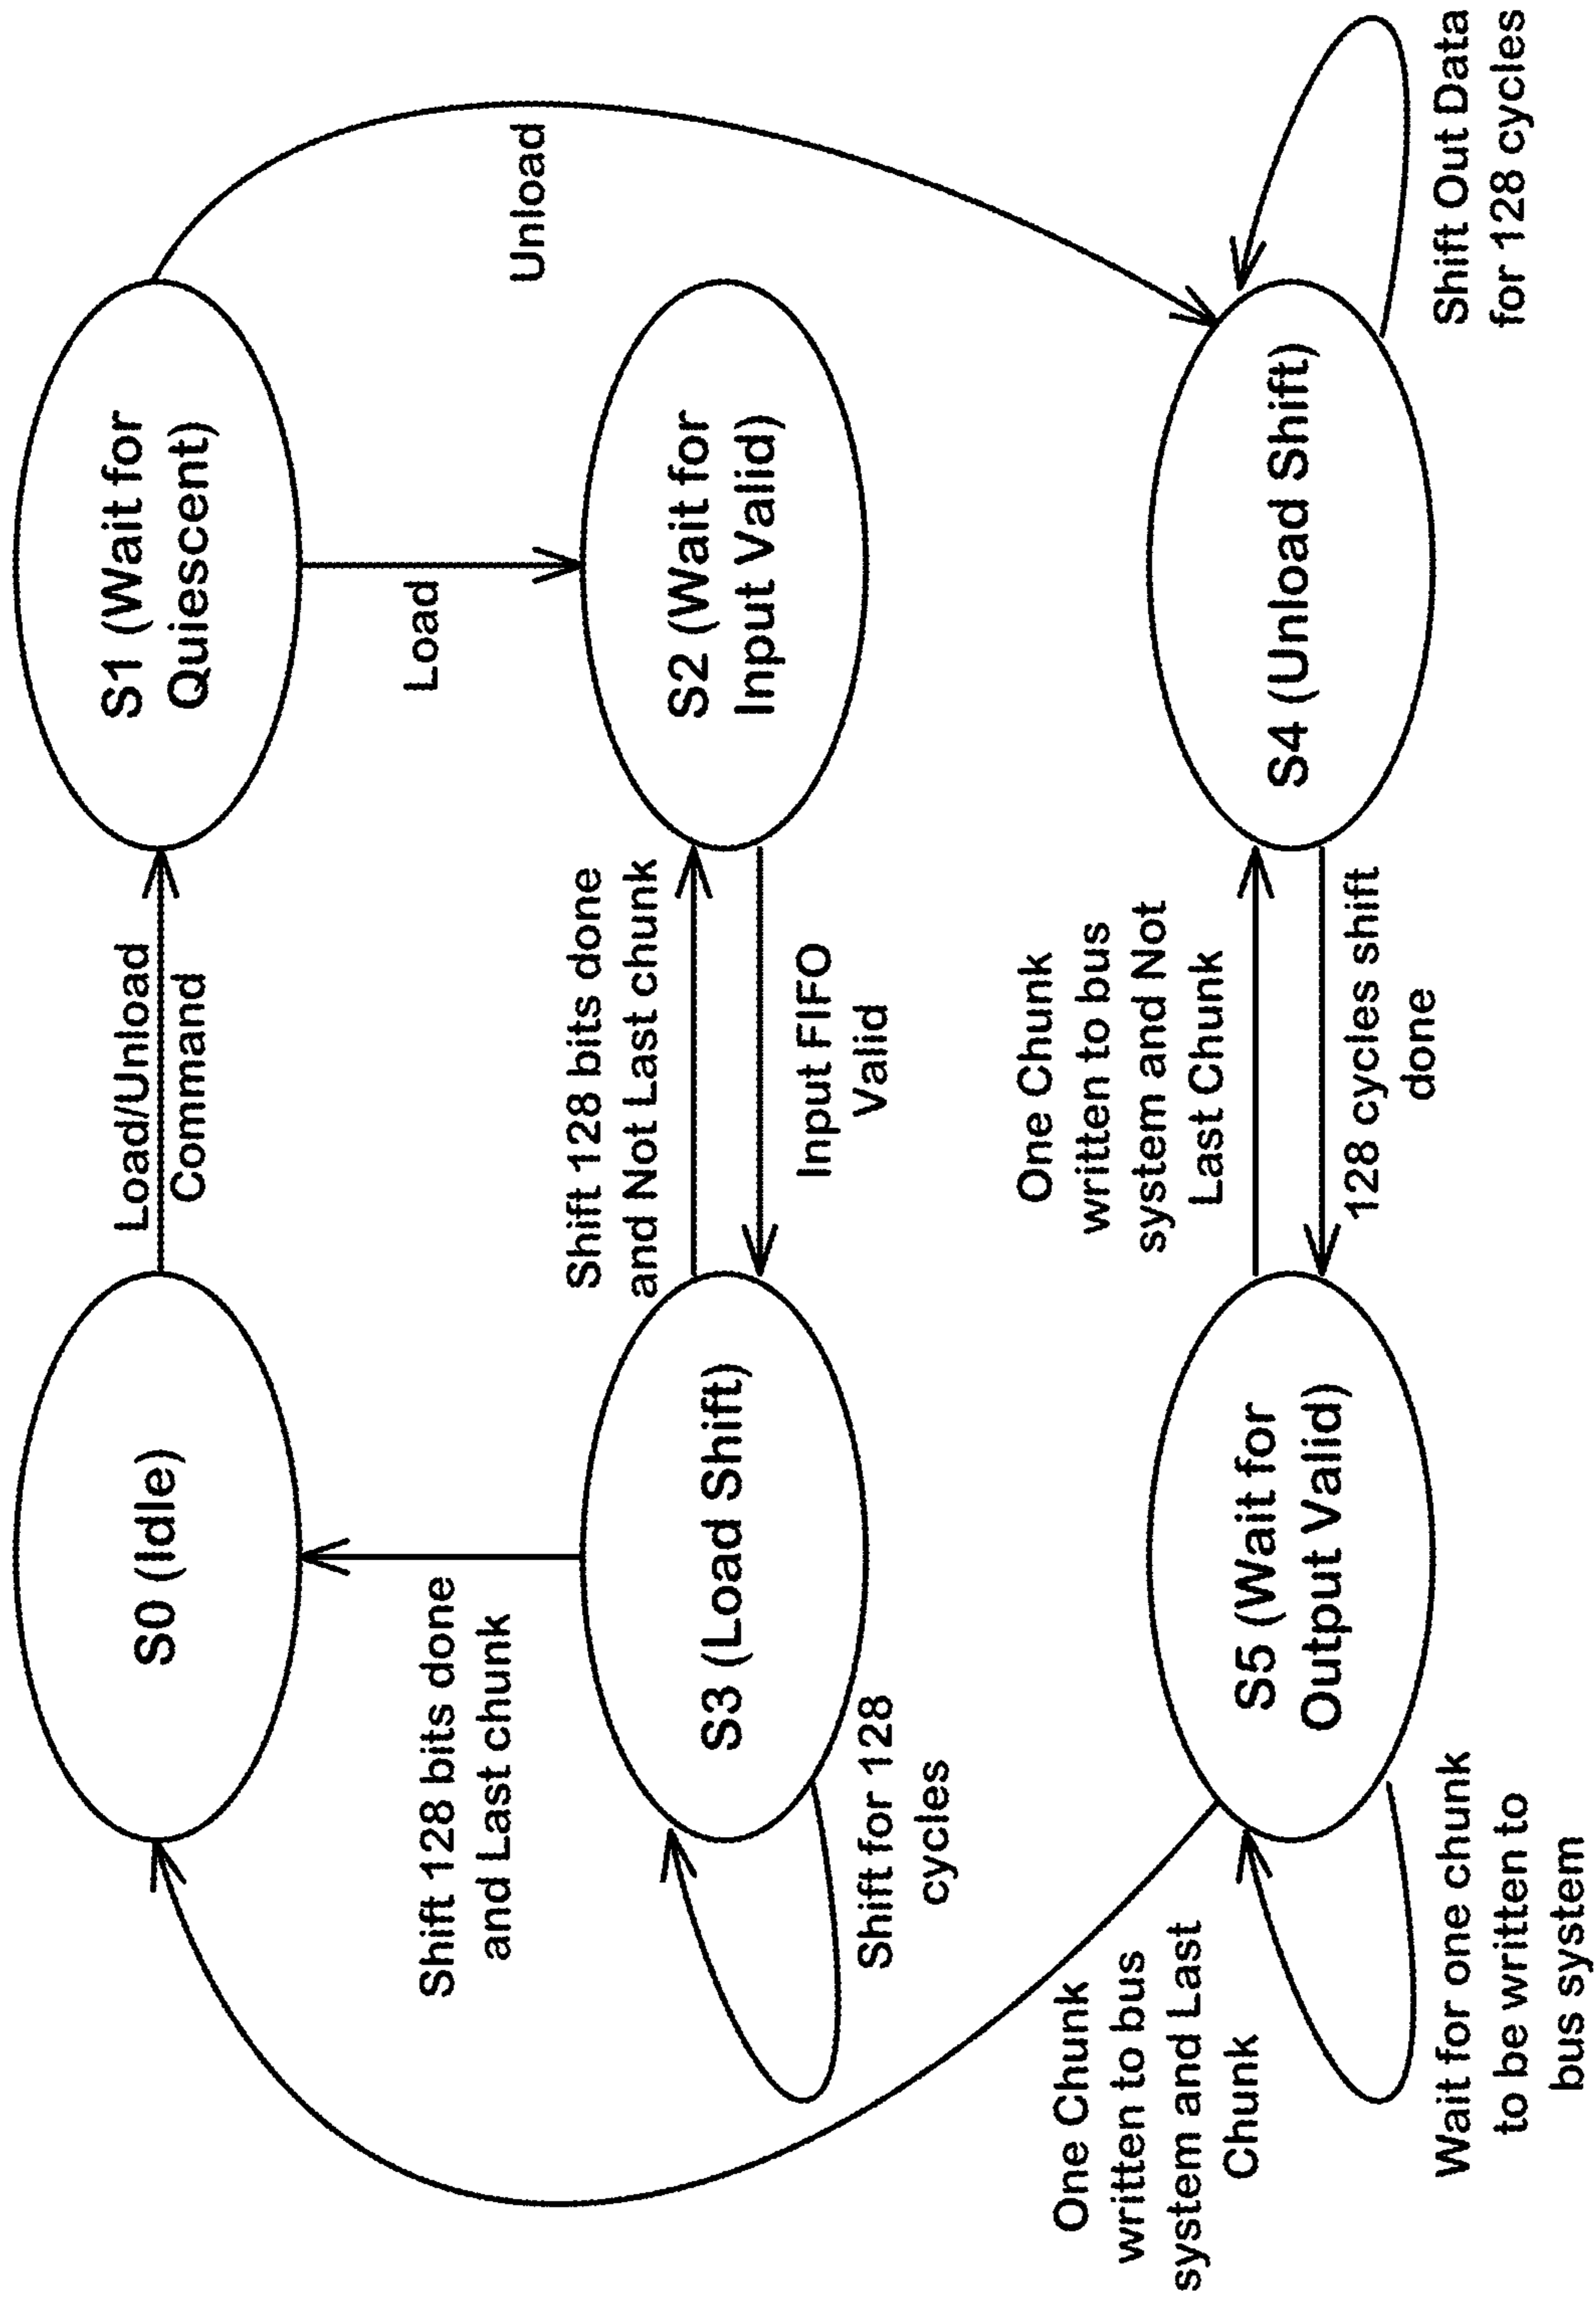 S0 (Idle)
Load/Unload
Command
S1 (Wait for
Quiescent)
Shift 128 bits done
and Last chunk
Load
Unload
S3 (Load Shift)
Shift 128 bits done
and Not Last chunk
Input FIFO
Valid
S2 (Wait for
Input Valid)
Shift for 128
cycles
One Chunk
written to bus
system and Last
Chunk
S5 (Wait for
Output Valid)
One Chunk
written to bus
system and Not
Last Chunk
128 cycles shift
done
S4 (Unload Shift)
Wait for one chunk
to be written to
bus system
Shift Out Data
for 128 cycles